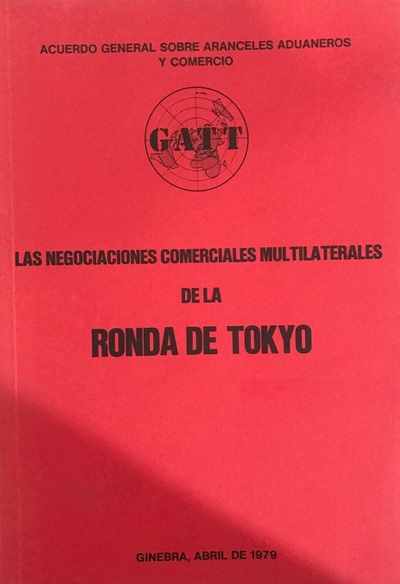 ACUERDO GENERAL SOBRE ARANCELES ADUANEROS
Y COMERCIO
GATT
LAS NEGOCIACIONES COMERCIALES MULTILATERALES
DE LA
RONDA DE TOKYO
GINEBRA, ABRIL DE 1979